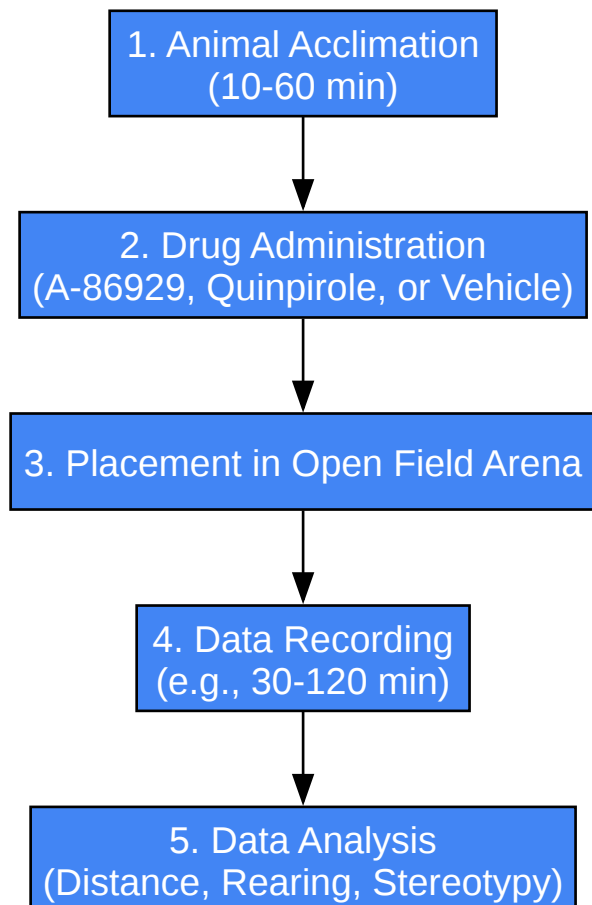 1. Animal Acclimation
(10-60 min)
2. Drug Administration
(A-86929, Quinpirole, or Vehicle)
3. Placement in Open Field Arena
4. Data Recording
(e.g., 30-120 min)
5. Data Analysis
(Distance, Rearing, Stereotypy)